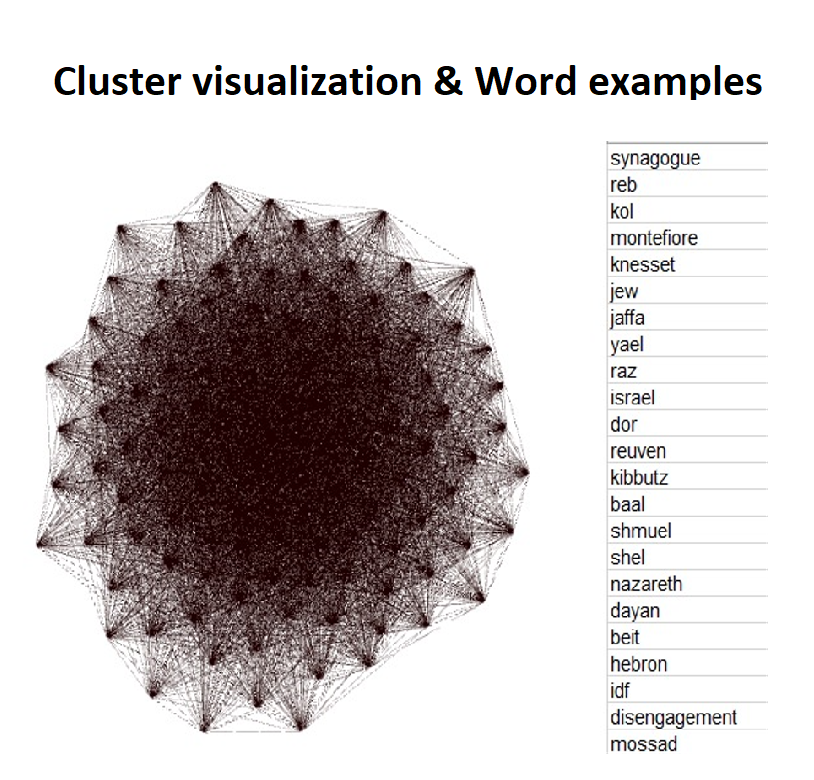 Cluster visualization & Word examples
synagogue
reb
kol
montefiore
knesset
jew
jaffa
yael
raz
israel
dor
reuven
kibbutz
baal
shmuel
shel
nazareth
dayan
beit
hebron
idf
disengagement
mossad